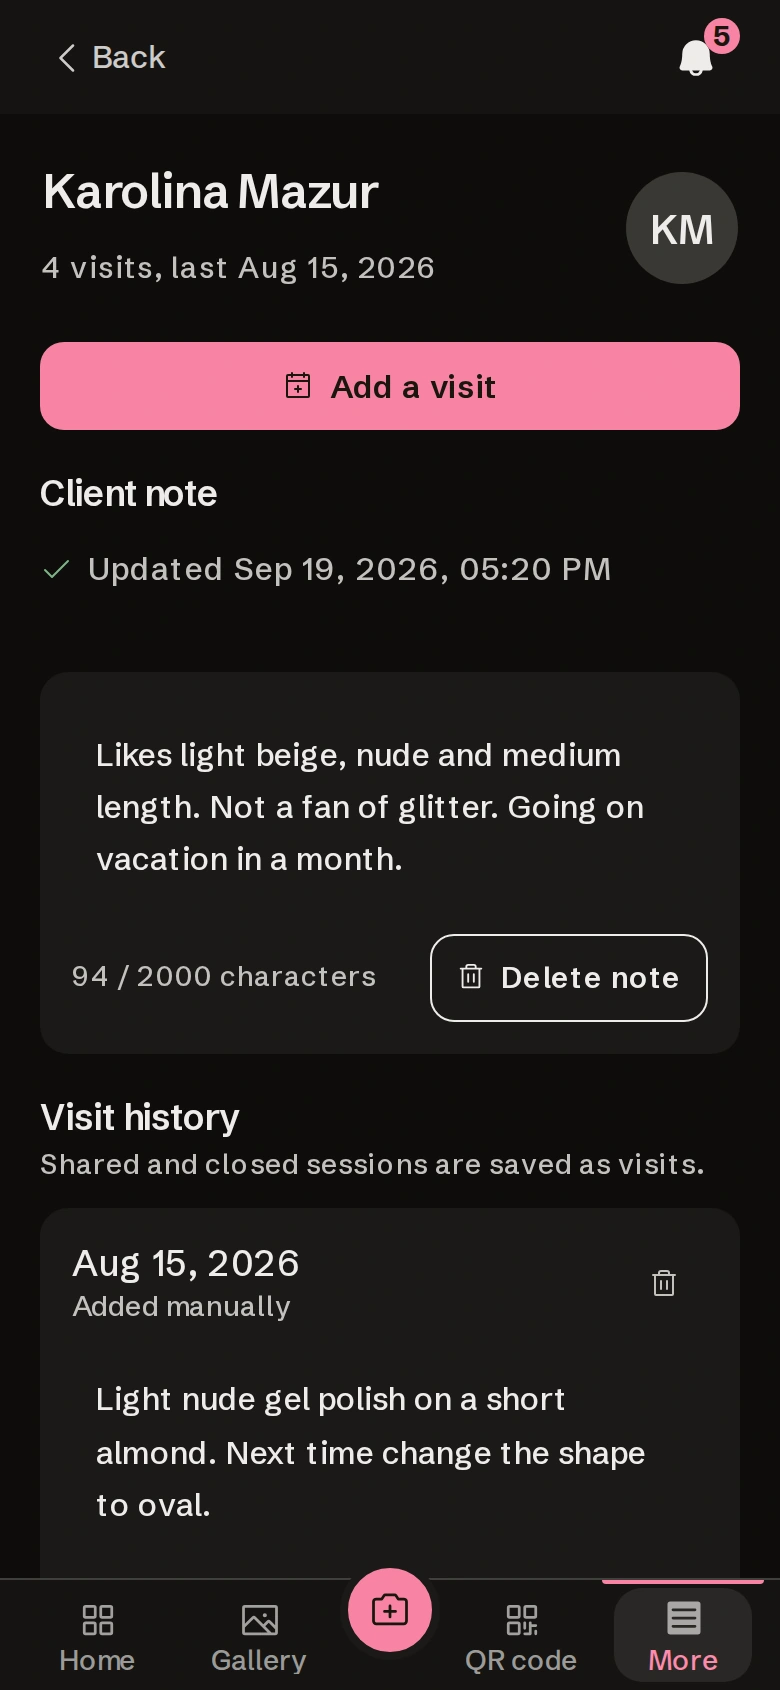 Back
5
Karolina Mazur
KM
4 visits, last Aug 15, 2026
Add a visit
Client note
Updated Sep 19, 2026, 05:20 PM
Likes light beige, nude and medium
length. Not a fan of glitter. Going on
vacation in a month.
94 / 2000 characters
Delete note
Visit history
Shared and closed sessions are saved as visits.
Aug 15, 2026
Added manually
Light nude gel polish on a short
almond. Next time change the shape
to oval.
Home
Gallery
QR code
More